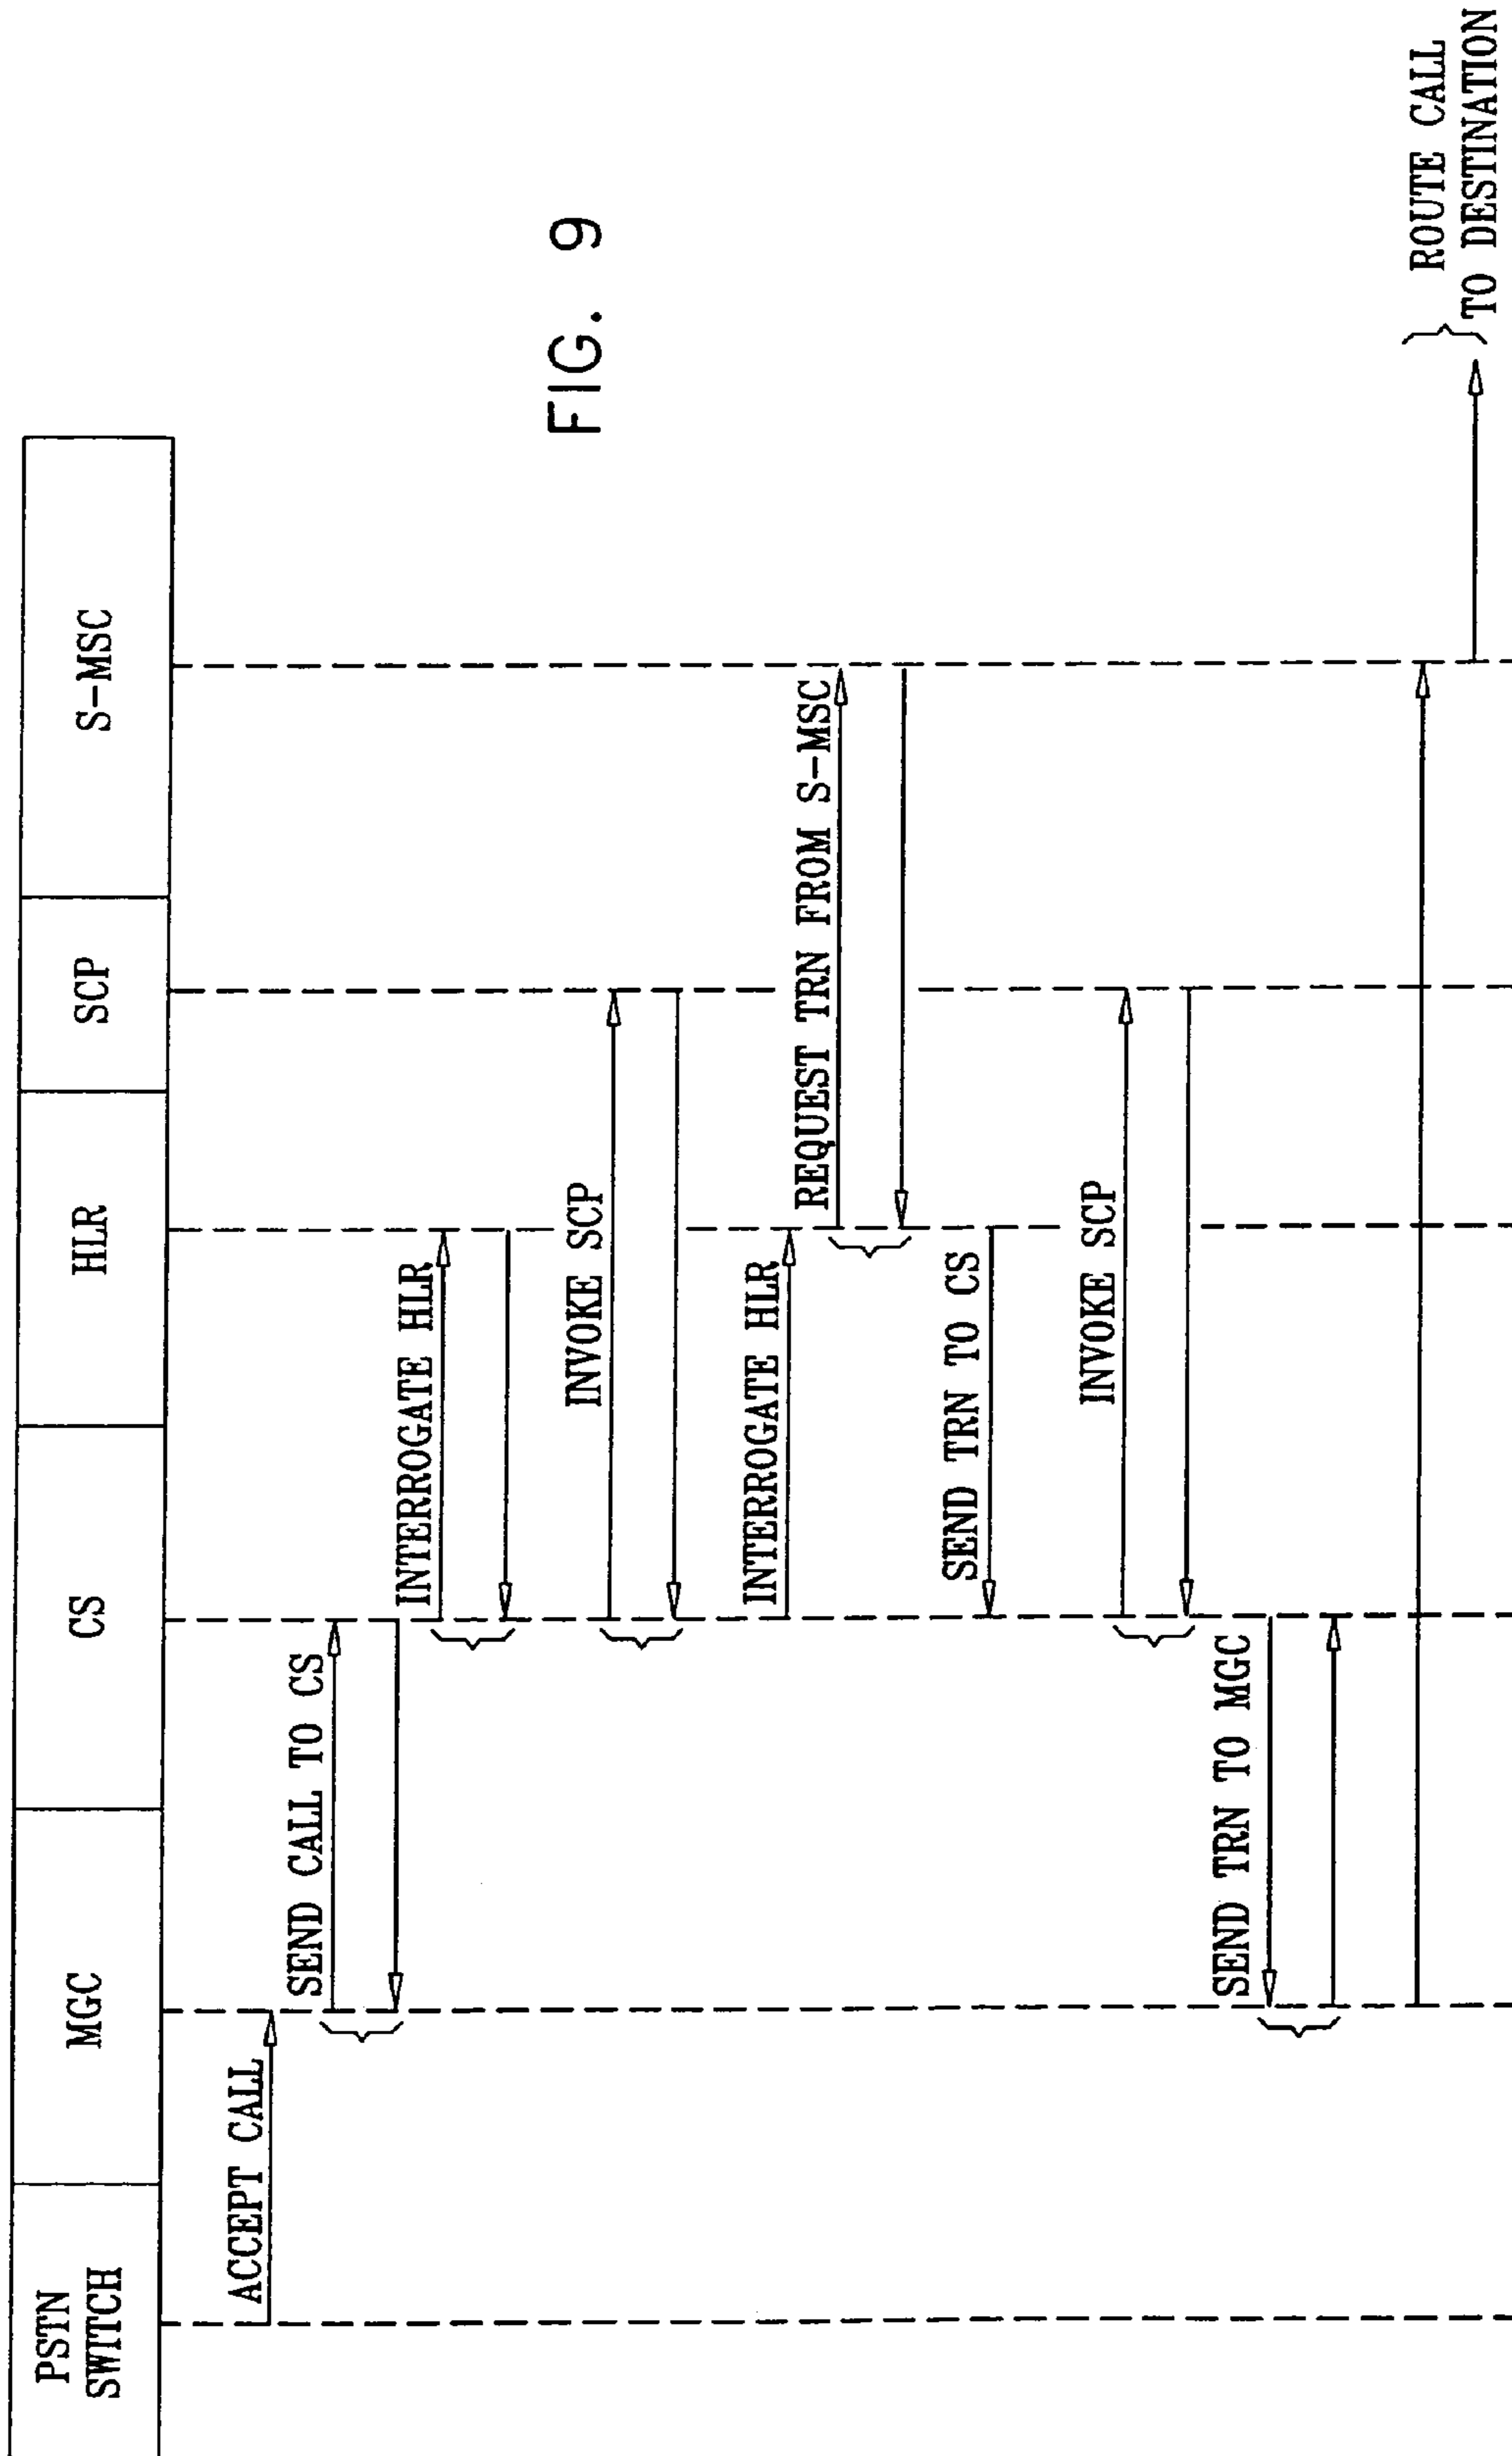 PSTN
SWITCH
MGC
CS
HLR
SCP
S-MSC
ACCEPT CALL
SEND CALL TO CS
INTERROGATE HLR
INVOKE SCP
INTERROGATE HLR
REQUEST TRN FROM S-MSC
SEND TRN TO CS
INVOKE SCP
SEND TRN TO MGC
ROUTE CALL
TO DESTINATION
FIG. 9